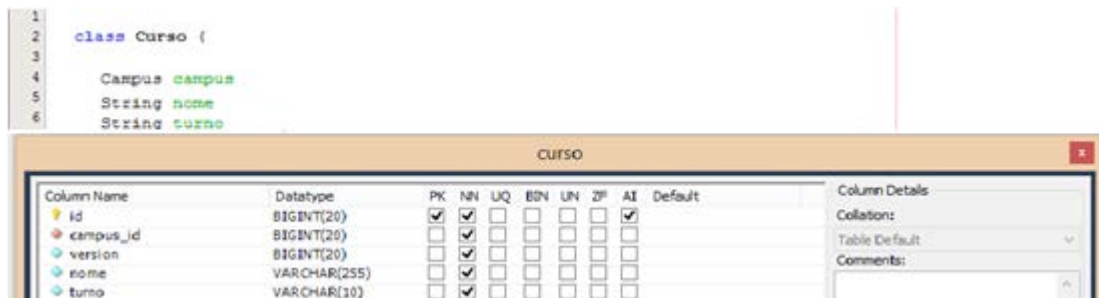 1
2 class Curso {
3
4 Campus campus
5 String nome
6 String turno
curso
x
Column Name Datatype PK NN UQ BIN UN ZF AI Default
id BIGINT(20)
campus_id BIGINT(20)
version BIGINT(20)
nome VARCHAR(255)
turno VARCHAR(10)
Column Details
Collation:
Table Default
Comments: